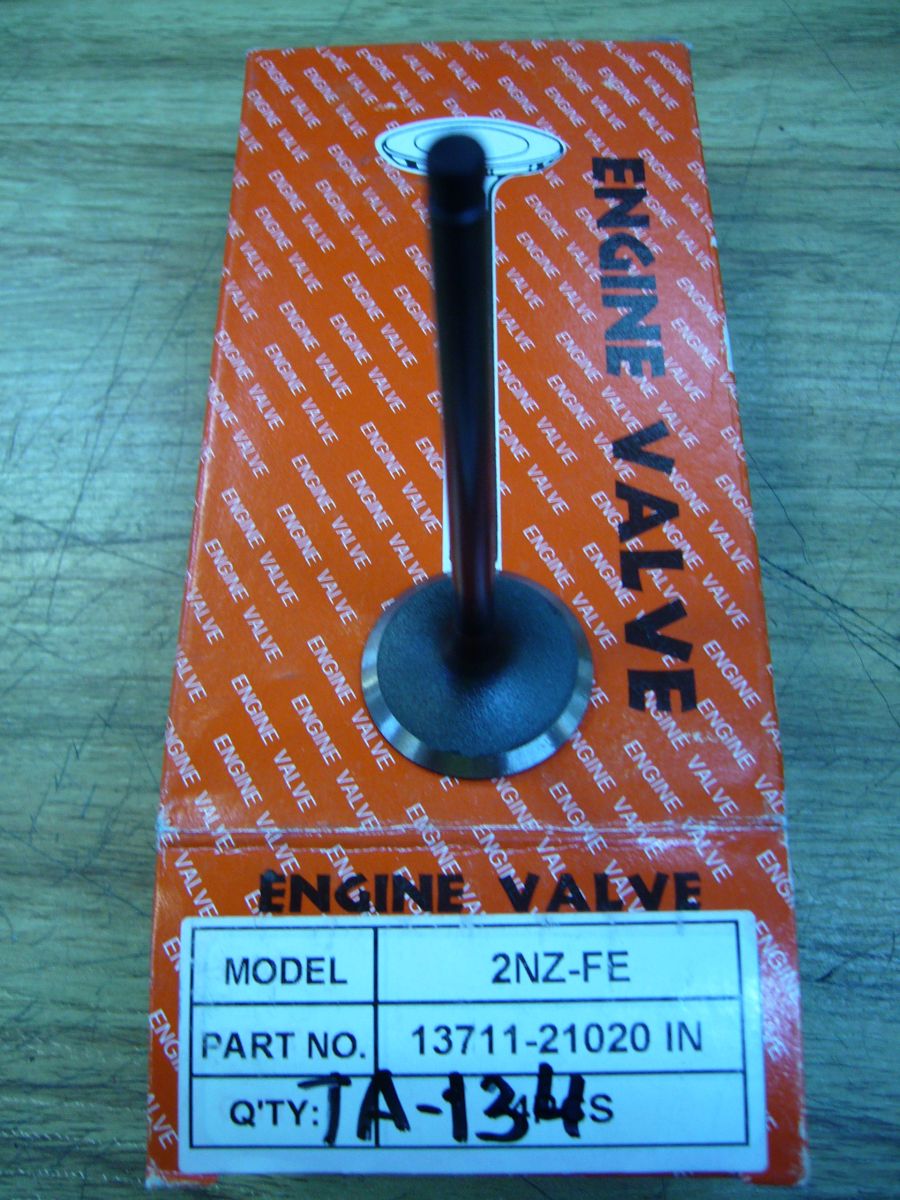 ENGINE VALVE
ENGINE VALVE
MODEL 2NZ-FE
PART NO. 13711-21020 IN
Q'TY:
TA-134